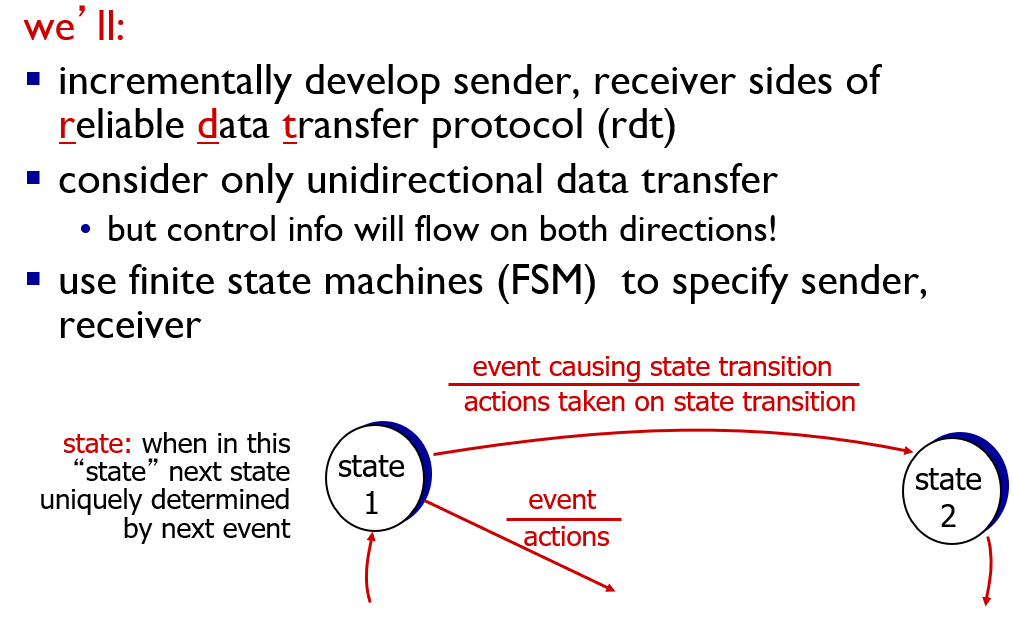 we’ll:
▪ incrementally develop sender, receiver sides of
reliable data transfer protocol (rdt)
▪ consider only unidirectional data transfer
• but control info will flow on both directions!
▪ use finite state machines (FSM) to specify sender,
receiver
event causing state transition
actions taken on state transition
state: when in this
“state” next state
uniquely determined
by next event
state
1
event
actions
state
2